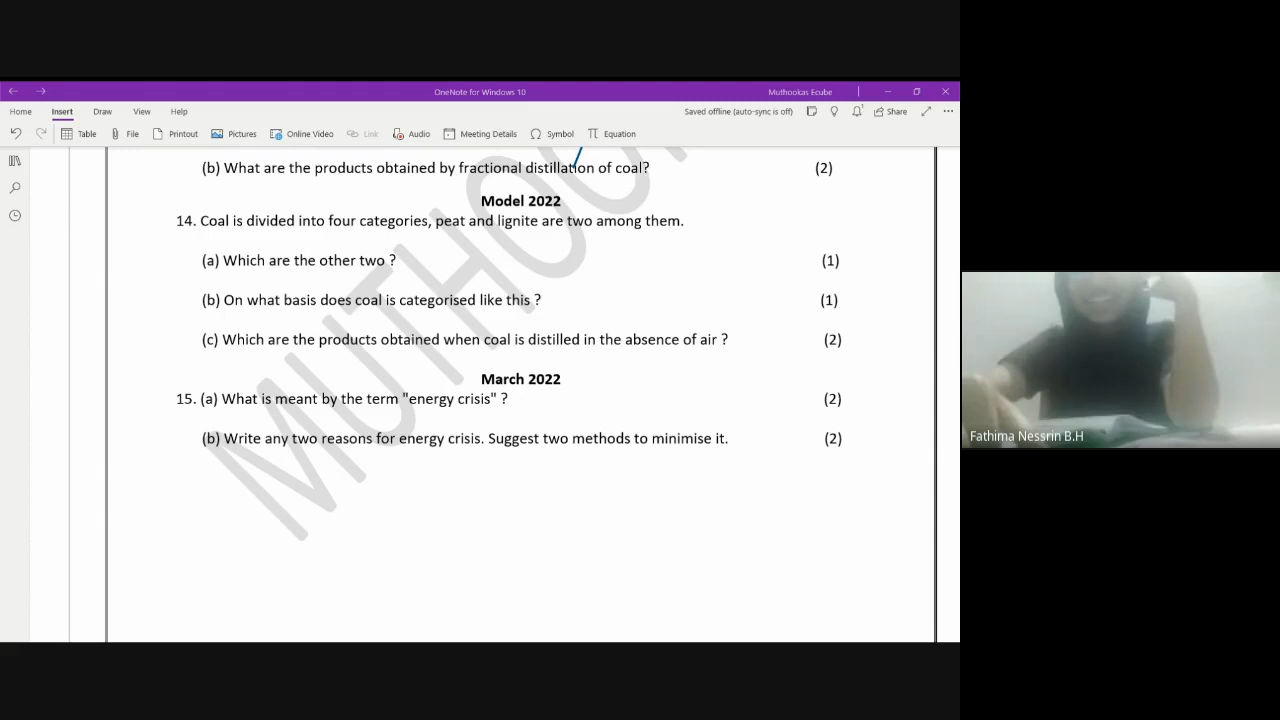 OneNote for Windows 10
Muthookas Ecube
Home Insert Draw View Help
Saved offline (auto-sync is off) Share
Table File Printout Pictures Online Video Link Audio Meeting Details Symbol Equation
(b) What are the products obtained by fractional distillation of coal? (2)
Model 2022
14. Coal is divided into four categories, peat and lignite are two among them.
(a) Which are the other two ? (1)
(b) On what basis does coal is categorised like this ? (1)
(c) Which are the products obtained when coal is distilled in the absence of air ? (2)
March 2022
15. (a) What is meant by the term "energy crisis" ? (2)
(b) Write any two reasons for energy crisis. Suggest two methods to minimise it. (2)
MUTHOO
Fathima Nessrin B.H